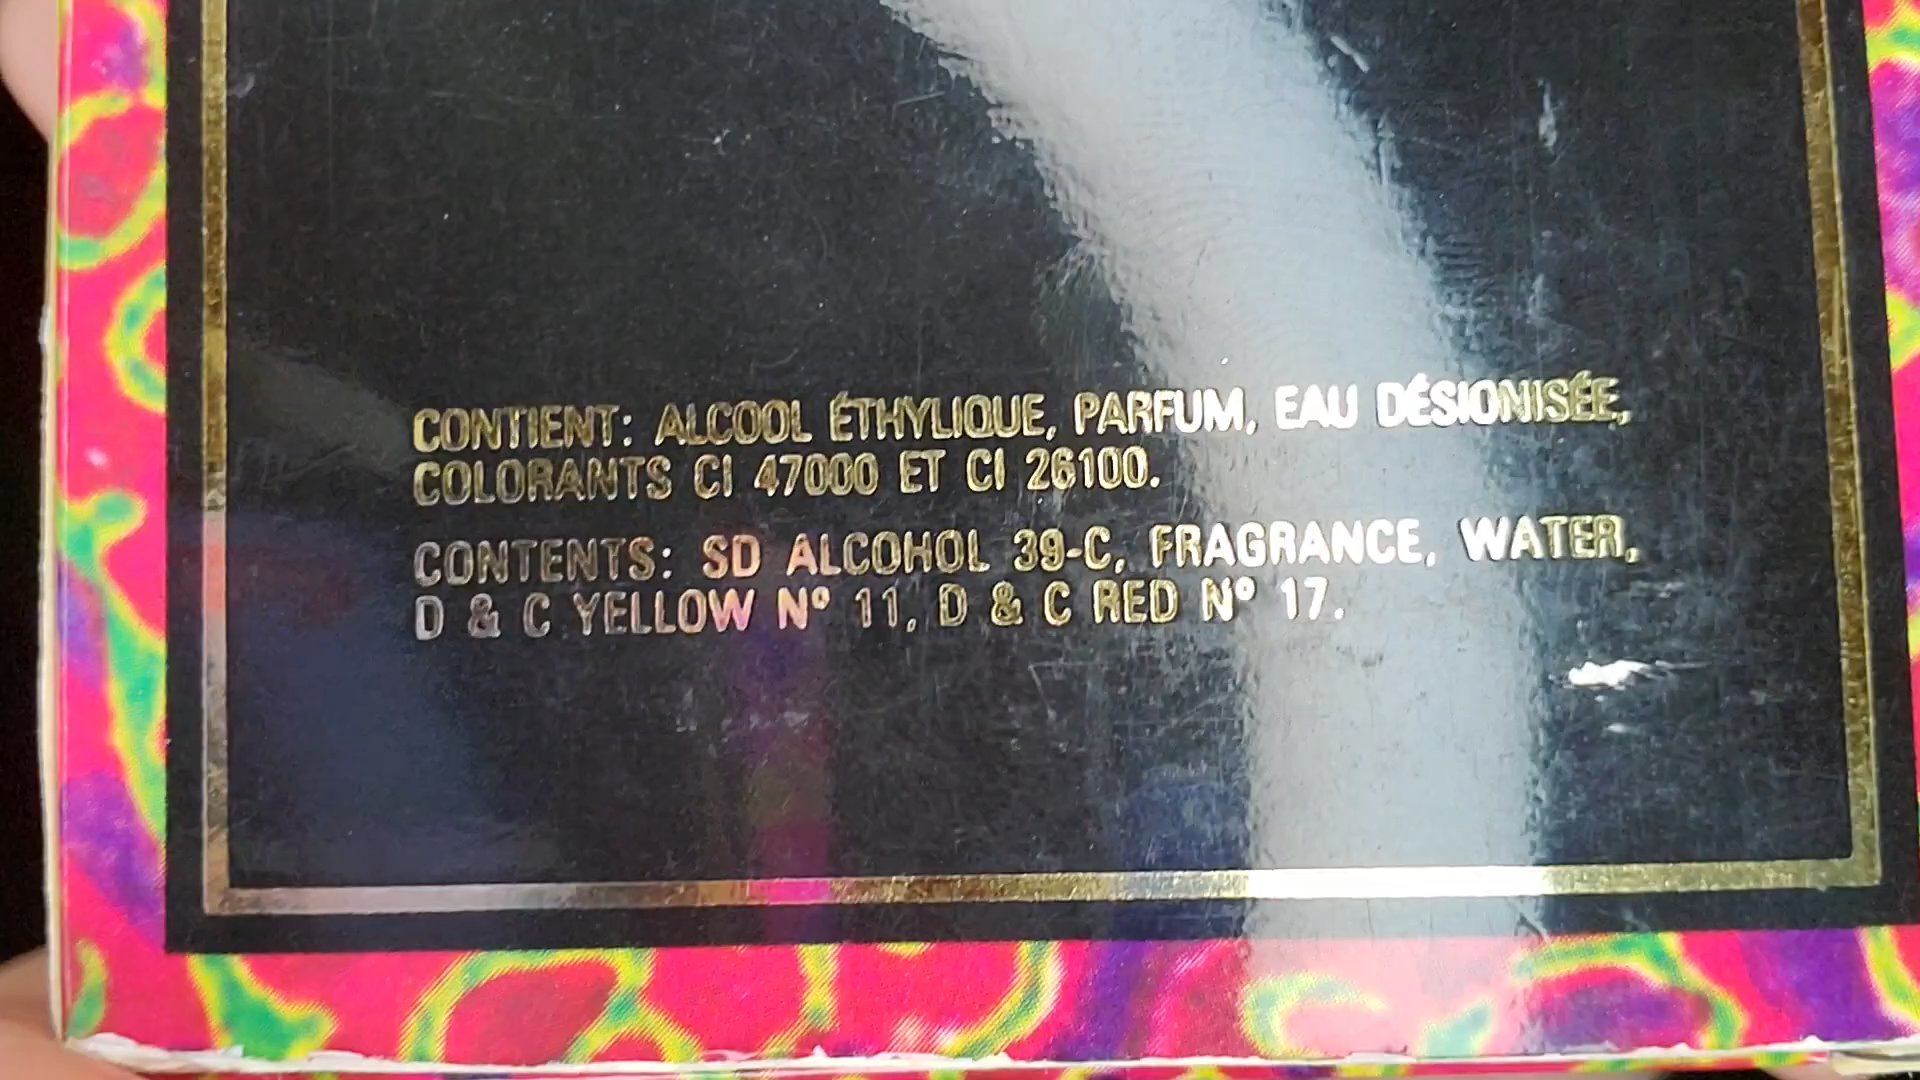 CONTIENT: ALCOOL ÉTHYLIQUE, PARFUM, EAU DÉSIONISÉE,
COLORANTS CI 47000 ET CI 26100.
CONTENTS: SD ALCOHOL 39-C, FRAGRANCE, WATER,
D & C YELLOW Nº 11, D & C RED Nº 17.